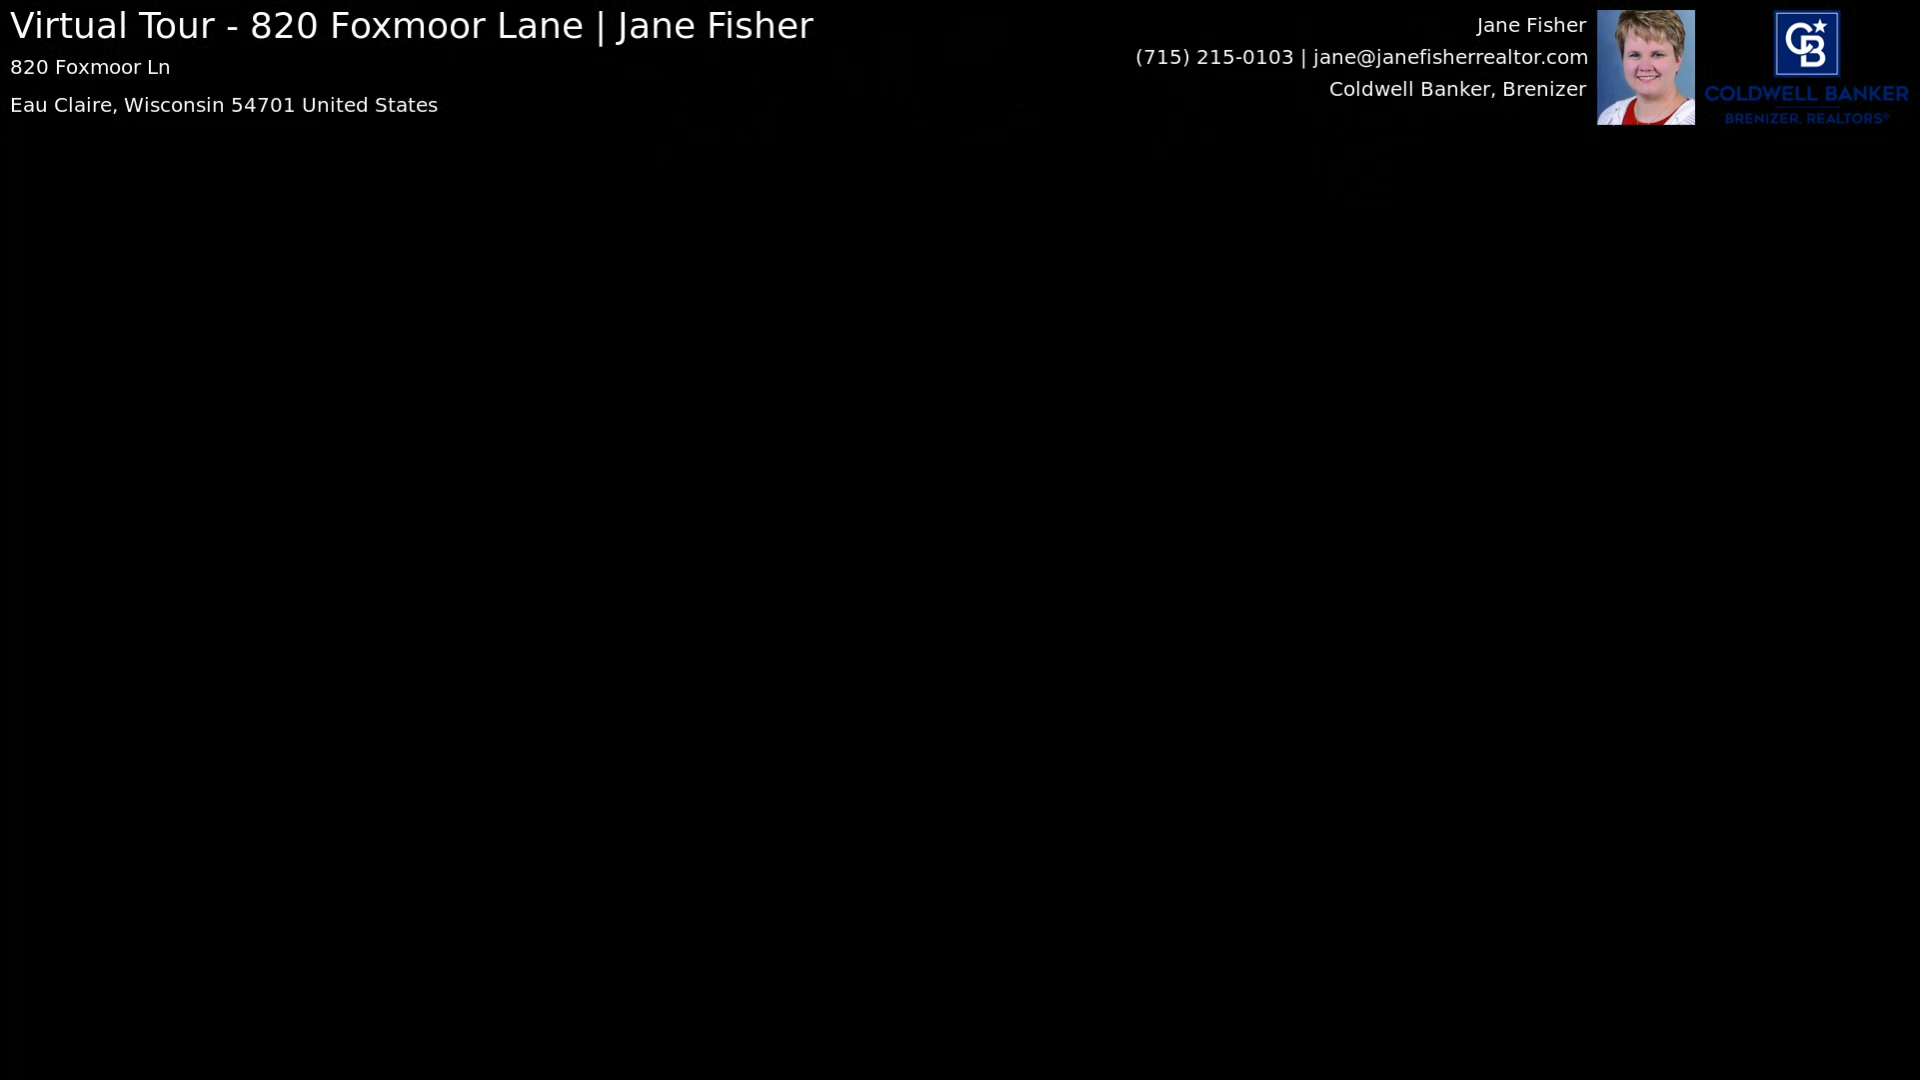 Virtual Tour - 820 Foxmoor Lane | Jane Fisher
820 Foxmoor Ln
Eau Claire, Wisconsin 54701 United States
Jane Fisher
(715) 215-0103 | jane@janefisherrealtor.com
Coldwell Banker, Brenizer
CB
COLDWELL BANKER
BRENIZER, REALTORS®